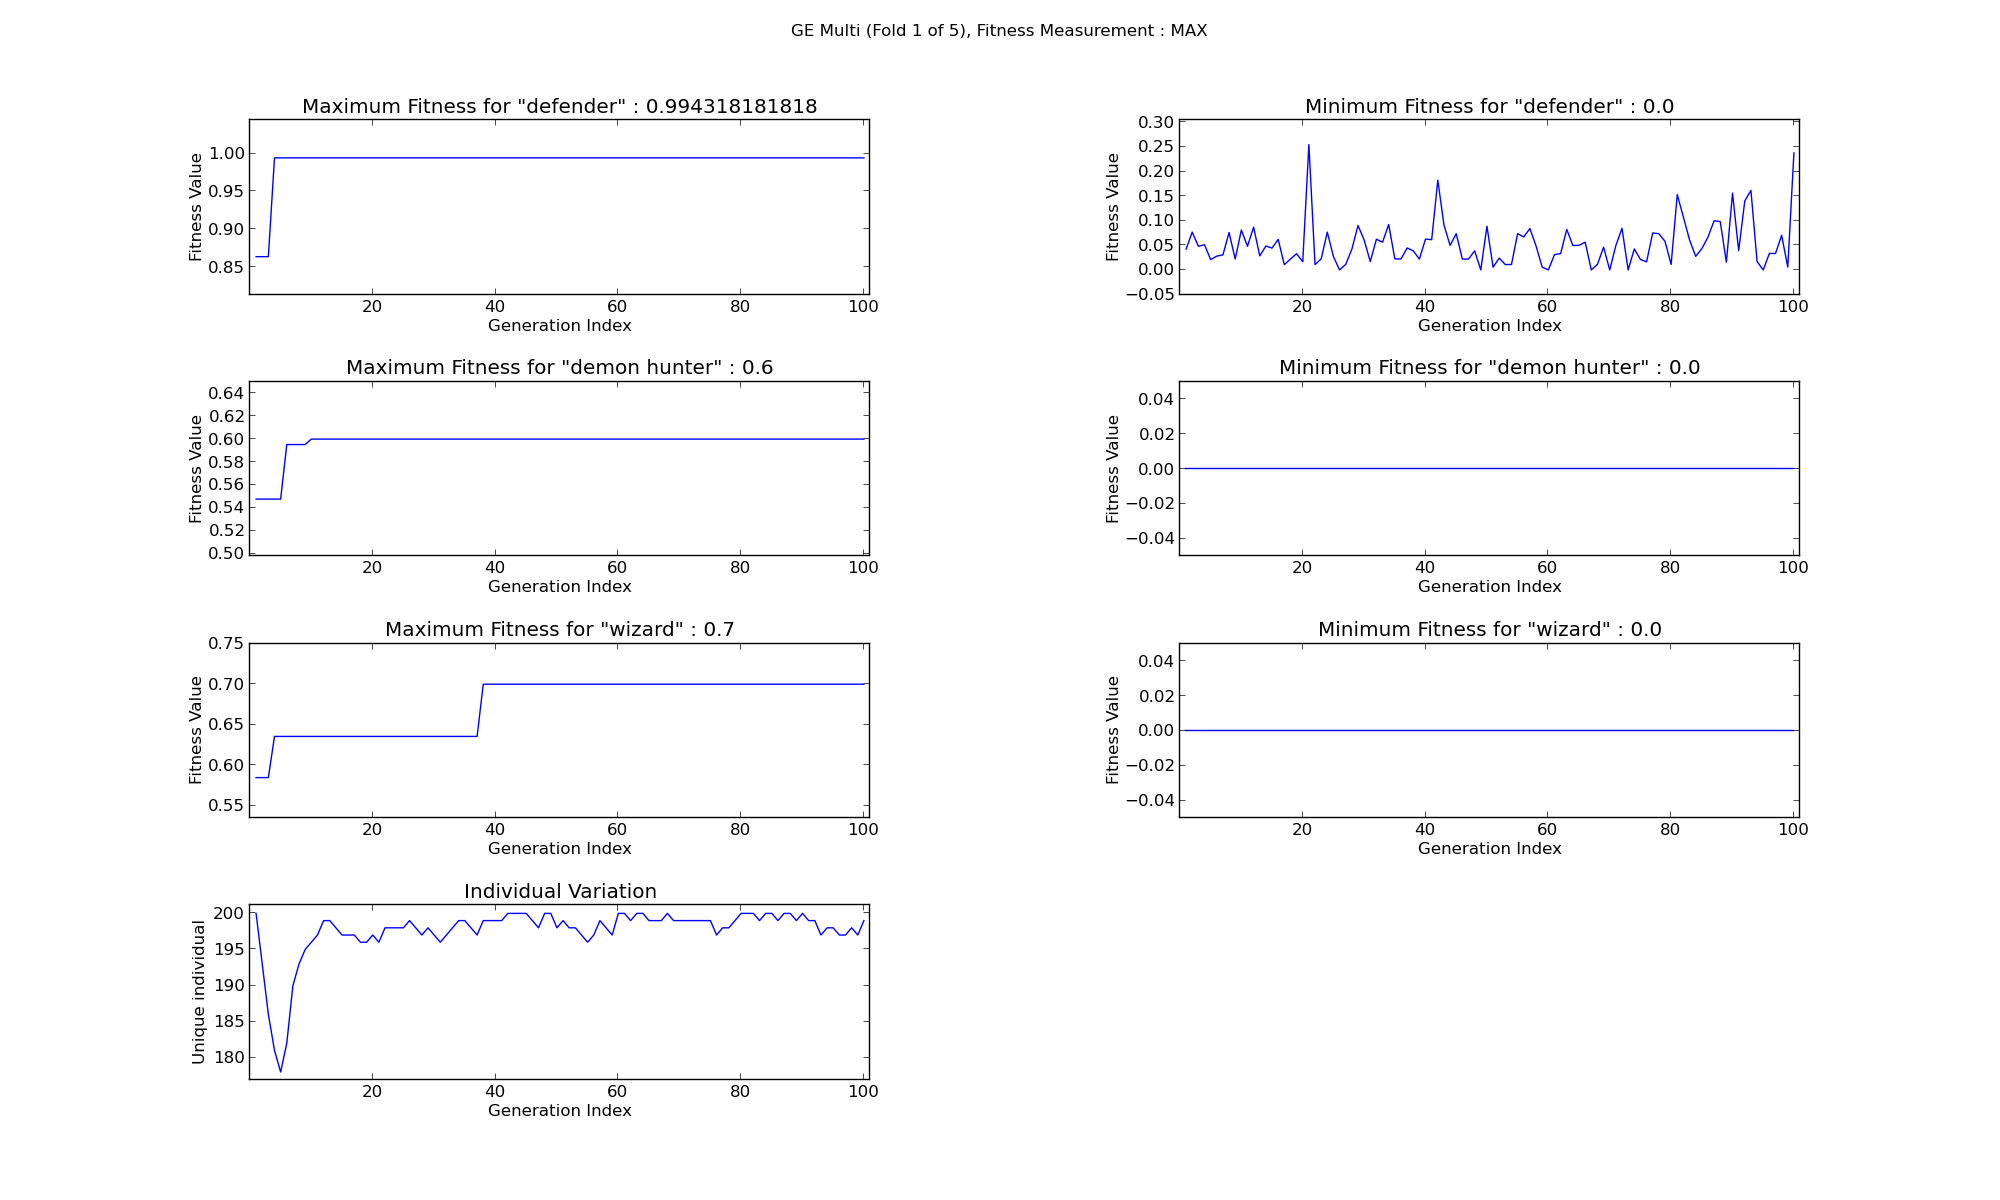 GE Multi (Fold 1 of 5), Fitness Measurement : MAX
Maximum Fitness for "defender" : 0.994318181818
Fitness Value
1.00
0.95
0.90
0.85
20 40 60 80 100
Generation Index
Minimum Fitness for "defender" : 0.0
Fitness Value
0.30
0.25
0.20
0.15
0.10
0.05
0.00
−0.05
20 40 60 80 100
Generation Index
Maximum Fitness for "demon hunter" : 0.6
Fitness Value
0.64
0.62
0.60
0.58
0.56
0.54
0.52
0.50
20 40 60 80 100
Generation Index
Minimum Fitness for "demon hunter" : 0.0
Fitness Value
0.04
0.02
0.00
−0.02
−0.04
20 40 60 80 100
Generation Index
Maximum Fitness for "wizard" : 0.7
Fitness Value
0.75
0.70
0.65
0.60
0.55
20 40 60 80 100
Generation Index
Minimum Fitness for "wizard" : 0.0
Fitness Value
0.04
0.02
0.00
−0.02
−0.04
20 40 60 80 100
Generation Index
Individual Variation
Unique individual
200
195
190
185
180
20 40 60 80 100
Generation Index